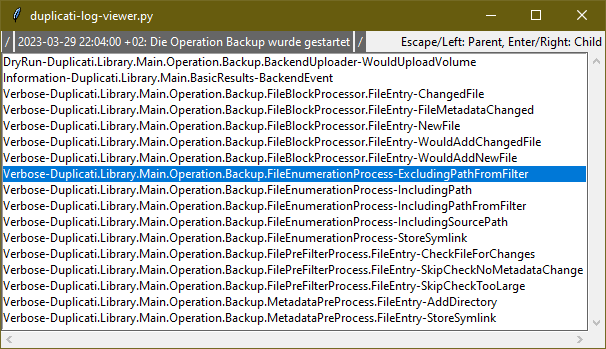 duplicati-log-viewer.py
/ 2023-03-29 22:04:00 +02: Die Operation Backup wurde gestartet / Escape/Left: Parent, Enter/Right: Child
DryRun-Duplicati.Library.Main.Operation.Backup.BackendUploader-WouldUploadVolume
Information-Duplicati.Library.Main.BasicResults-BackendEvent
Verbose-Duplicati.Library.Main.Operation.Backup.FileBlockProcessor.FileEntry-ChangedFile
Verbose-Duplicati.Library.Main.Operation.Backup.FileBlockProcessor.FileEntry-FileMetadataChanged
Verbose-Duplicati.Library.Main.Operation.Backup.FileBlockProcessor.FileEntry-NewFile
Verbose-Duplicati.Library.Main.Operation.Backup.FileBlockProcessor.FileEntry-WouldAddChangedFile
Verbose-Duplicati.Library.Main.Operation.Backup.FileBlockProcessor.FileEntry-WouldAddNewFile
Verbose-Duplicati.Library.Main.Operation.Backup.FileEnumerationProcess-ExcludingPathFromFilter
Verbose-Duplicati.Library.Main.Operation.Backup.FileEnumerationProcess-IncludingPath
Verbose-Duplicati.Library.Main.Operation.Backup.FileEnumerationProcess-IncludingPathFromFilter
Verbose-Duplicati.Library.Main.Operation.Backup.FileEnumerationProcess-IncludingSourcePath
Verbose-Duplicati.Library.Main.Operation.Backup.FileEnumerationProcess-StoreSymlink
Verbose-Duplicati.Library.Main.Operation.Backup.FilePreFilterProcess.FileEntry-CheckFileForChanges
Verbose-Duplicati.Library.Main.Operation.Backup.FilePreFilterProcess.FileEntry-SkipCheckNoMetadataChange
Verbose-Duplicati.Library.Main.Operation.Backup.FilePreFilterProcess.FileEntry-SkipCheckTooLarge
Verbose-Duplicati.Library.Main.Operation.Backup.MetadataPreProcess.FileEntry-AddDirectory
Verbose-Duplicati.Library.Main.Operation.Backup.MetadataPreProcess.FileEntry-StoreSymlink